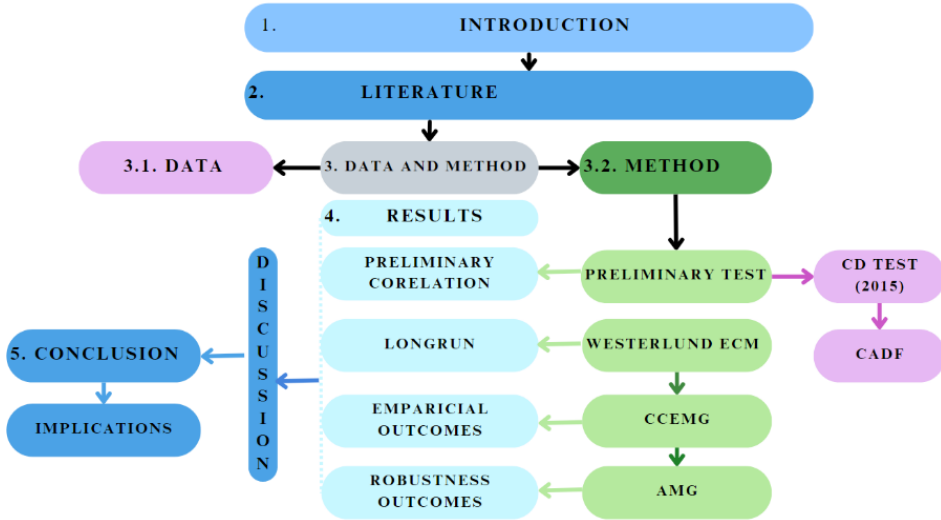 1. INTRODUCTION
2. LITERATURE
3.1. DATA
3. DATA AND METHOD
3.2. METHOD
4. RESULTS
PRELIMINARY
CORELATION
PRELIMINARY TEST
CD TEST
(2015)
CADF
LONGRUN
WESTERLUND ECM
EMPARICIAL
OUTCOMES
CCEMG
ROBUSTNESS
OUTCOMES
AMG
DISCUSSION
5. CONCLUSION
IMPLICATIONS